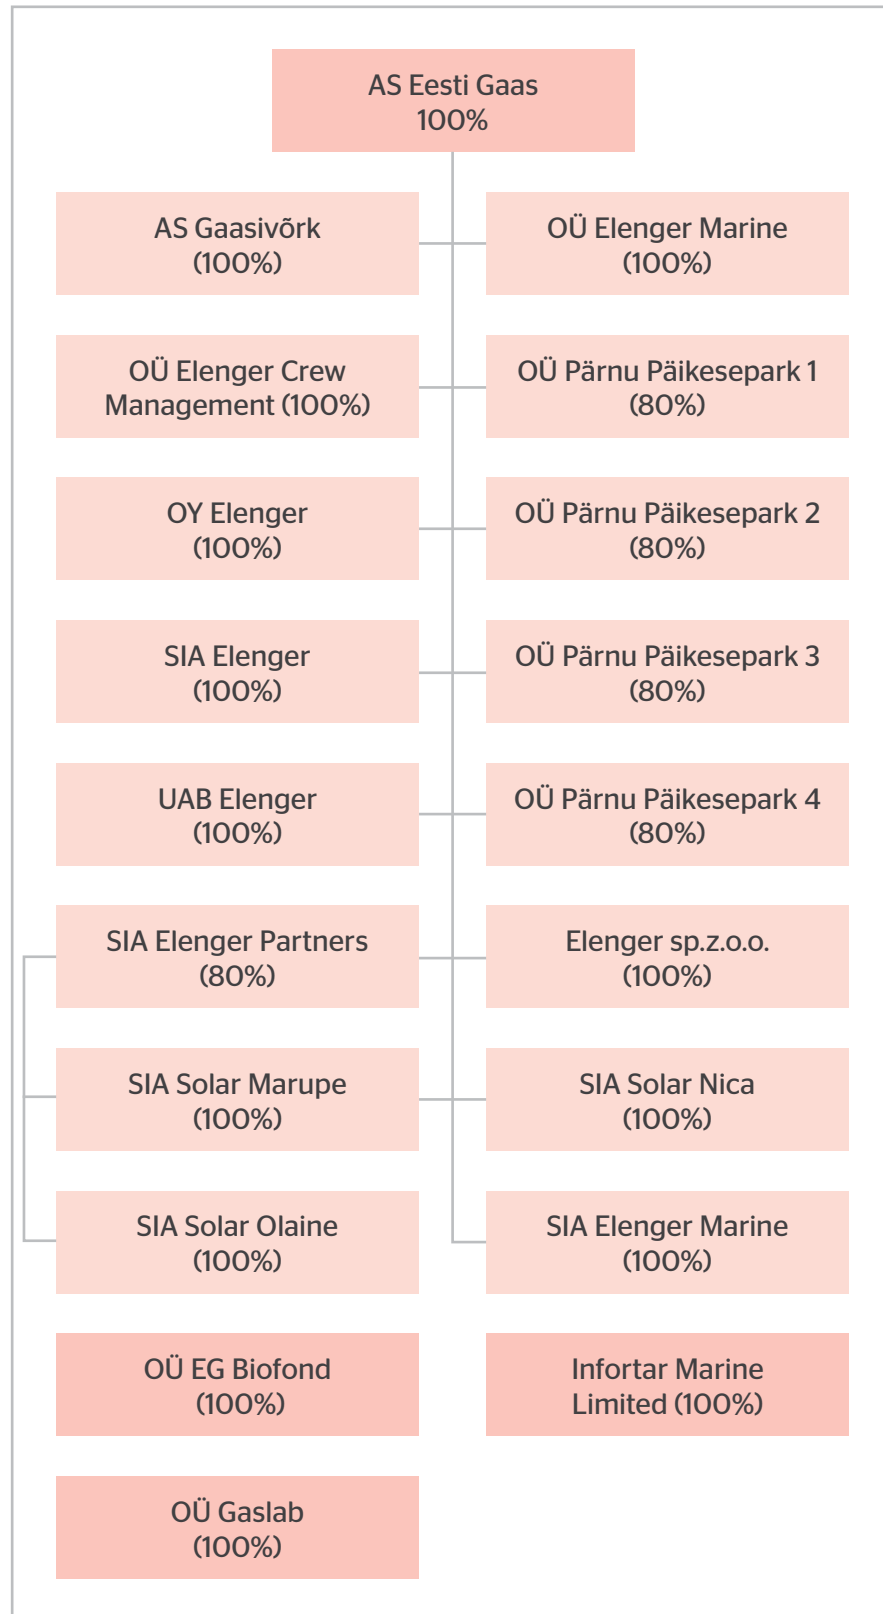 AS Eesti Gaas
100%
AS Gaasivõrk
(100%)
OÜ Elenger Marine
(100%)
OÜ Elenger Crew
Management (100%)
OÜ Pärnu Päikesepark 1
(80%)
OY Elenger
(100%)
OÜ Pärnu Päikesepark 2
(80%)
SIA Elenger
(100%)
OÜ Pärnu Päikesepark 3
(80%)
UAB Elenger
(100%)
OÜ Pärnu Päikesepark 4
(80%)
SIA Elenger Partners
(80%)
Elenger sp.z.o.o.
(100%)
SIA Solar Marupe
(100%)
SIA Solar Nica
(100%)
SIA Solar Olaine
(100%)
SIA Elenger Marine
(100%)
OÜ EG Biofond
(100%)
Infortar Marine
Limited (100%)
OÜ Gaslab
(100%)